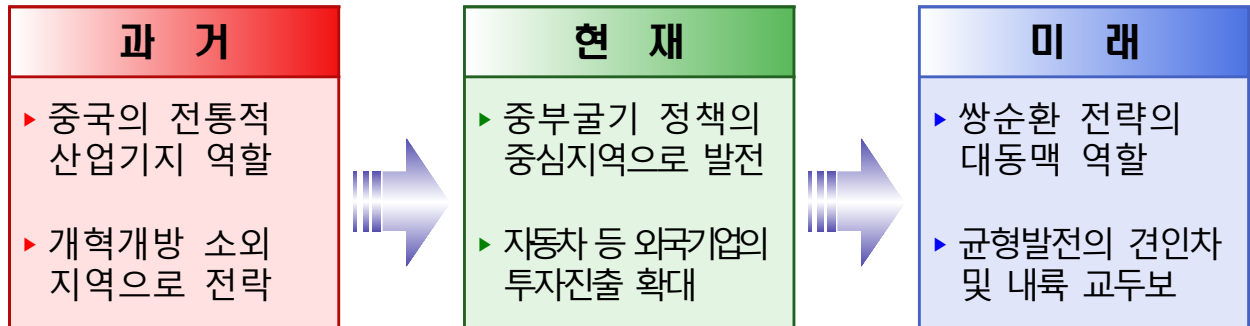 과 거
중국의 전통적
산업기지 역할
개혁개방 소외
지역으로 전락
현 재
중부굴기 정책의
중심지역으로 발전
자동차 등 외국기업의
투자진출 확대
미 래
쌍순환 전략의
대동맥 역할
균형발전의 견인차
및 내륙 교두보